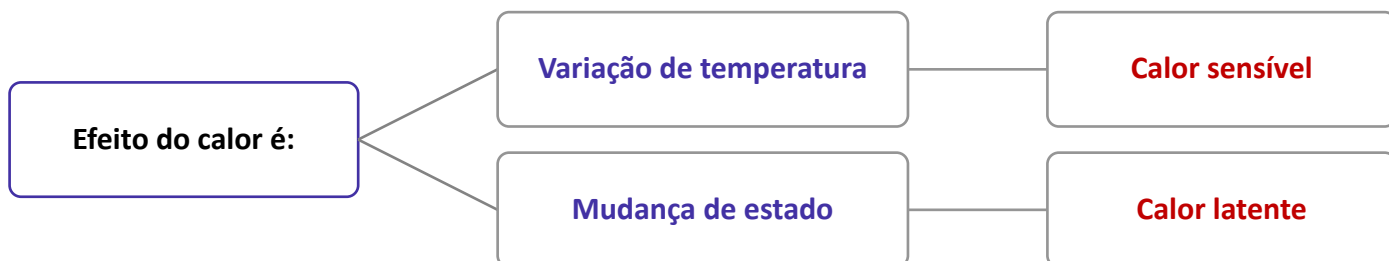 Efeito do calor é:
Variação de temperatura
Calor sensível
Mudança de estado
Calor latente